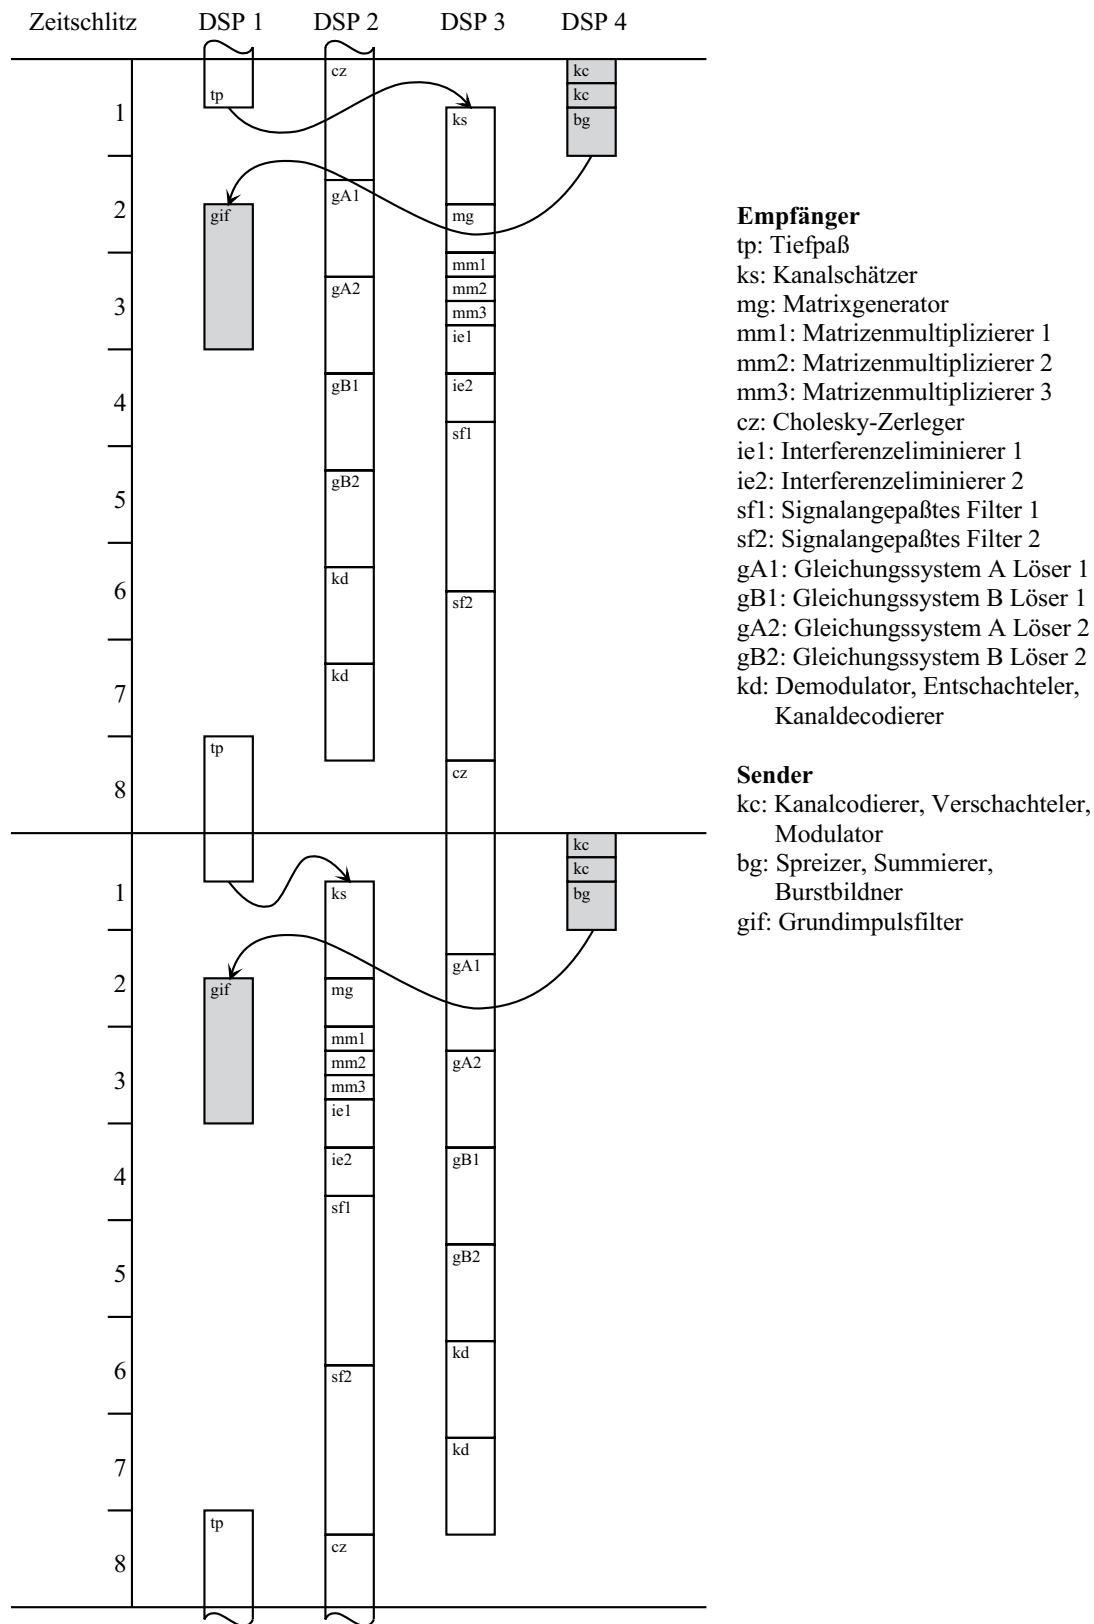 Zeitschlitz DSP 1 DSP 2 DSP 3 DSP 4
cz kc
tp kc
1 ks bg
gA1
2 gif mg
mm1
gA2 mm2
3 mm3
ie1
gB1 ie2
4
sf1
gB2
5
kd
6 sf2
kd
7
tp
cz
8
kc
kc
1 ks bg
gA1
2 gif mg
mm1
mm2 gA2
3 mm3
ie1
ie2 gB1
4
sf1
gB2
5
kd
6 sf2
kd
7
tp
cz
8
Empfänger
tp: Tiefpaß
ks: Kanalschätzer
mg: Matrixgenerator
mm1: Matrizenmultiplizierer 1
mm2: Matrizenmultiplizierer 2
mm3: Matrizenmultiplizierer 3
cz: Cholesky-Zerleger
ie1: Interferenzeliminierer 1
ie2: Interferenzeliminierer 2
sf1: Signalangepaßtes Filter 1
sf2: Signalangepaßtes Filter 2
gA1: Gleichungssystem A Löser 1
gB1: Gleichungssystem B Löser 1
gA2: Gleichungssystem A Löser 2
gB2: Gleichungssystem B Löser 2
kd: Demodulator, Entschachteler,
Kanaldecodierer
Sender
kc: Kanalcodierer, Verschachteler,
Modulator
bg: Spreizer, Summierer,
Burstbildner
gif: Grundimpulsfilter